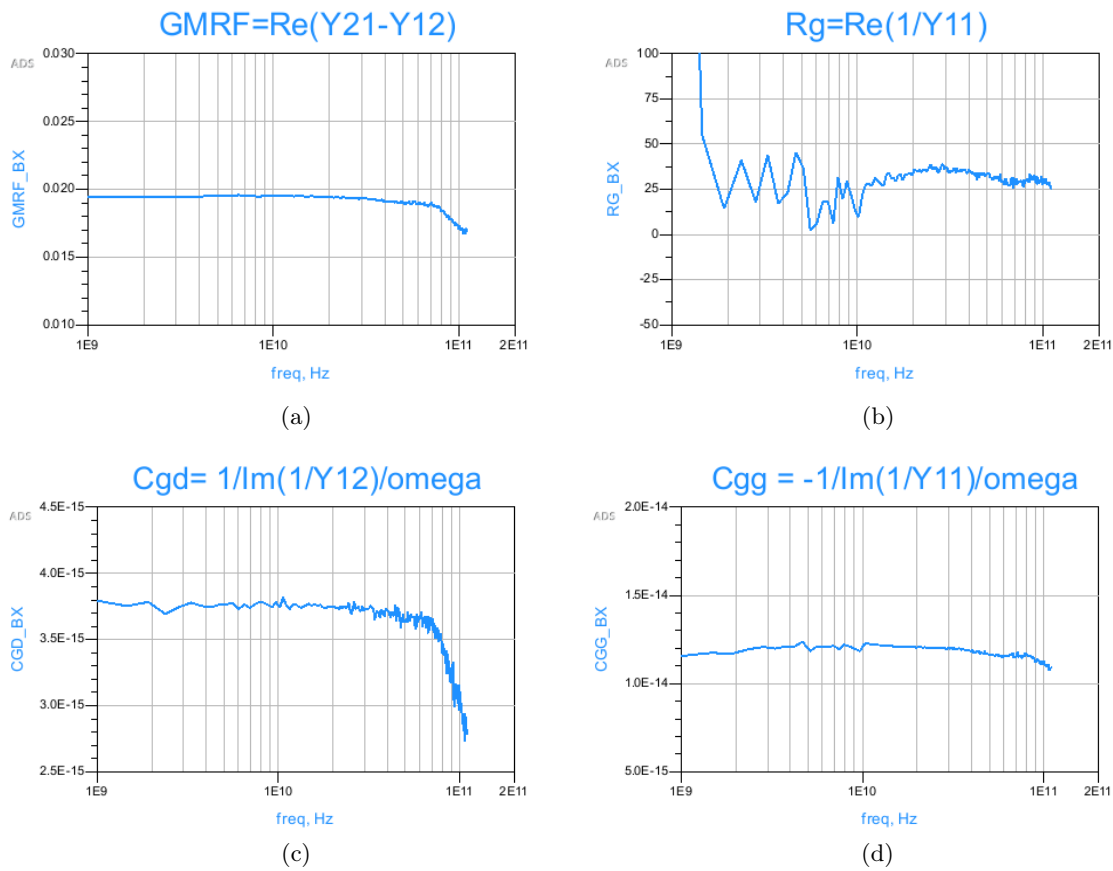 GMRF=Re(Y21-Y12)
ADS
0.030
0.025
0.020
0.015
0.010
GMRF_BX
1E9
1E10
1E11
2E11
freq, Hz
(a)
Rg=Re(1/Y11)
ADS
100
75
50
25
0
-25
-50
RG_BX
1E9
1E10
1E11
2E11
freq, Hz
(b)
Cgd= 1/Im(1/Y12)/omega
ADS
4.5E-15
4.0E-15
3.5E-15
3.0E-15
2.5E-15
CGD_BX
1E9
1E10
1E11
2E11
freq, Hz
(c)
Cgg = -1/Im(1/Y11)/omega
ADS
2.0E-14
1.5E-14
1.0E-14
5.0E-15
CGG_BX
1E9
1E10
1E11
2E11
freq, Hz
(d)